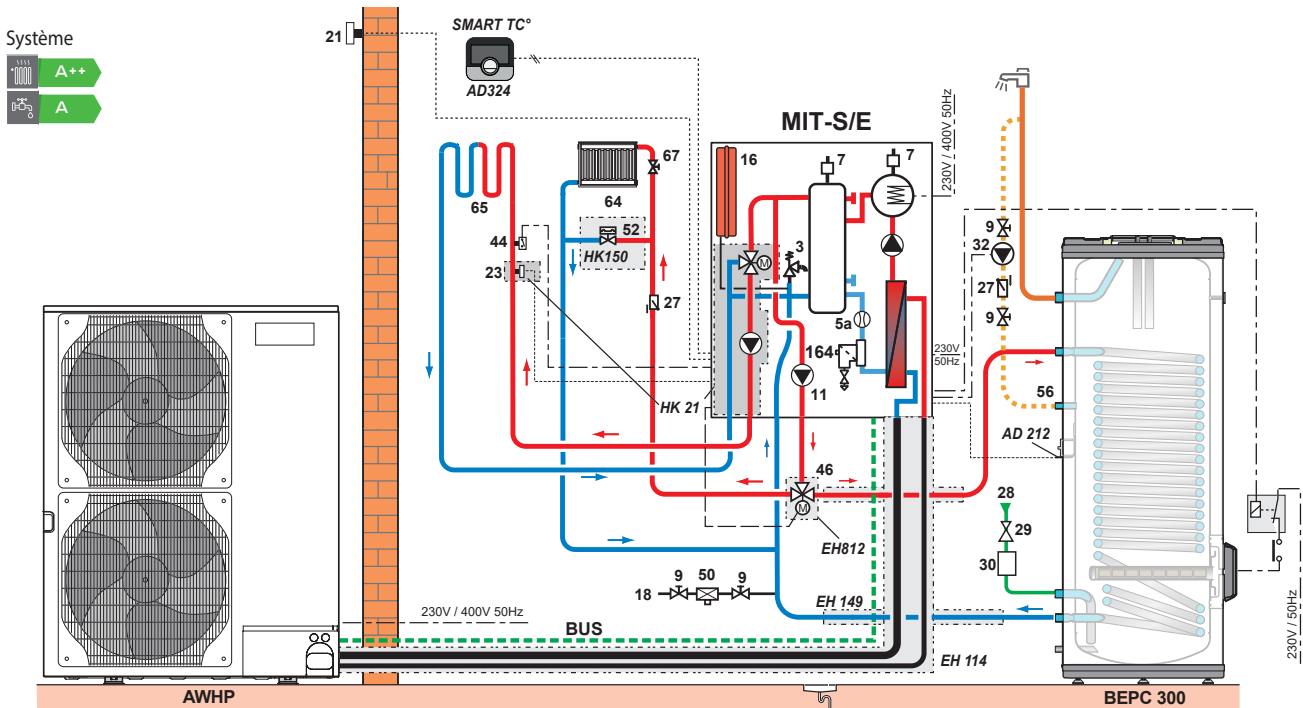 Système
A++
A
21
SMART TC°
AD324
MIT-S/E
16
7
7
230V / 400V 50Hz
67
64
65
52
HK150
44
23
27
3
5a
164
11
HK 21
230V
50Hz
M
46
M
EH812
9
32
27
9
56
AD 212
28
29
30
230V / 50Hz
18
9
50
9
EH 149
230V / 400V 50Hz
BUS
EH 114
AWHP
BEPC 300